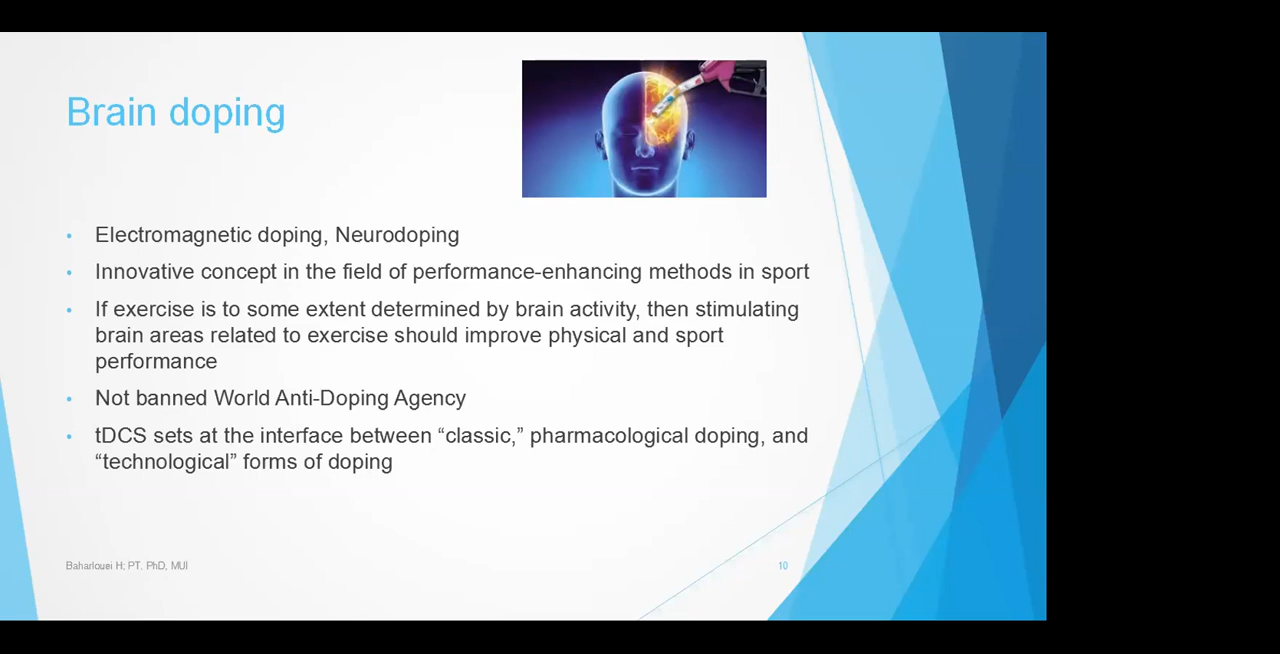 Brain doping
• Electromagnetic doping, Neurodoping
• Innovative concept in the field of performance-enhancing methods in sport
• If exercise is to some extent determined by brain activity, then stimulating
brain areas related to exercise should improve physical and sport
performance
• Not banned World Anti-Doping Agency
• tDCS sets at the interface between “classic,” pharmacological doping, and
“technological” forms of doping
Baharlouei H; PT. PhD, MUI
10